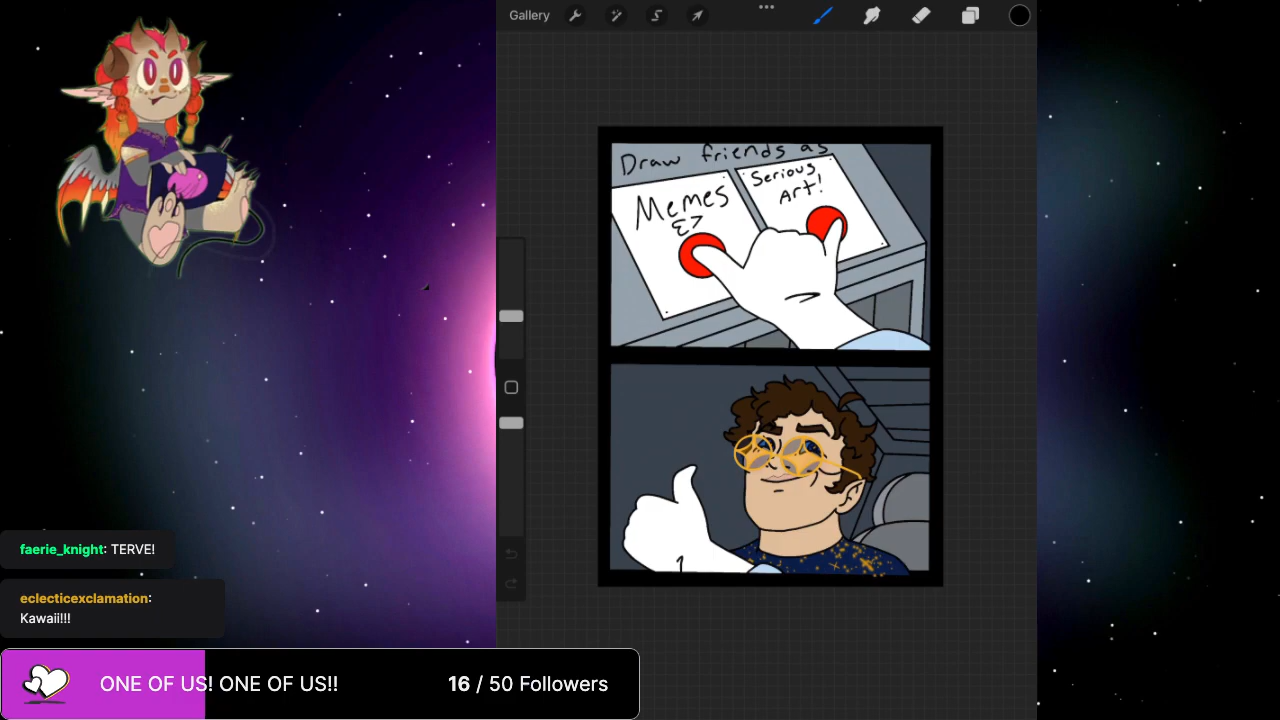 Gallery
Draw friends as
Memes
Serious
Art!
faerie_knight: TERVE!
eclecticexclamation:
Kawaii!!!
ONE OF US! ONE OF US!!
16 / 50 Followers